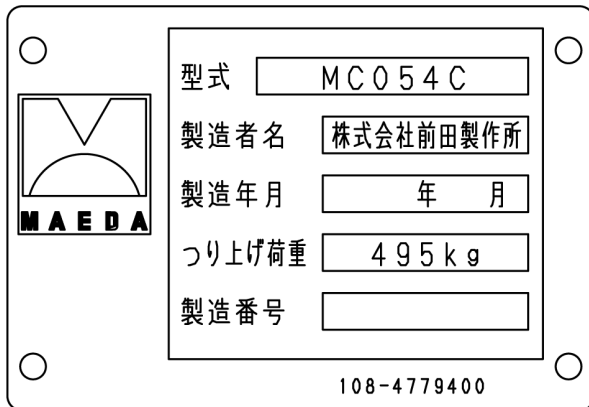 型式 MC054C
製造者名 株式会社前田製作所
製造年月 年 月
つり上げ荷重 495kg
製造番号
MAEDA
108-4779400